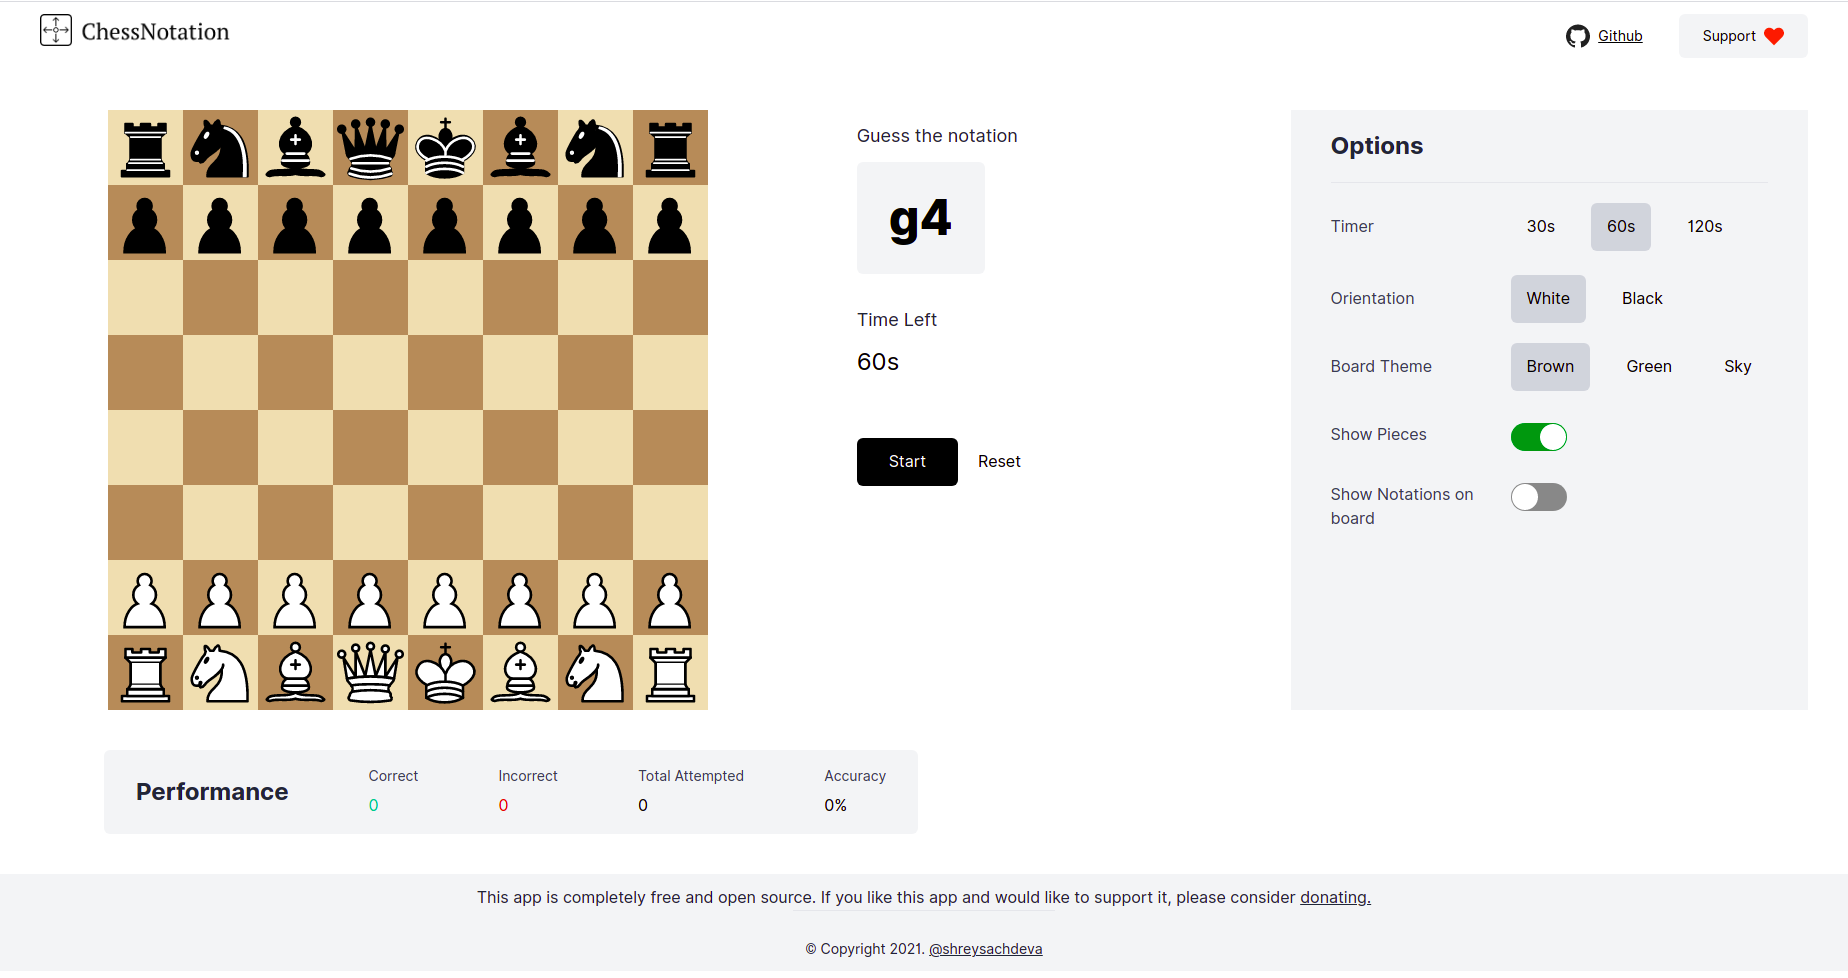 ChessNotation
Github
Support
Guess the notation
g4
Time Left
60s
Start
Reset
Options
Timer
30s
60s
120s
Orientation
White
Black
Board Theme
Brown
Green
Sky
Show Pieces
Show Notations on
board
Performance
Correct
0
Incorrect
0
Total Attempted
0
Accuracy
0%
This app is completely free and open source. If you like this app and would like to support it, please consider donating.
© Copyright 2021. @shreysachdeva